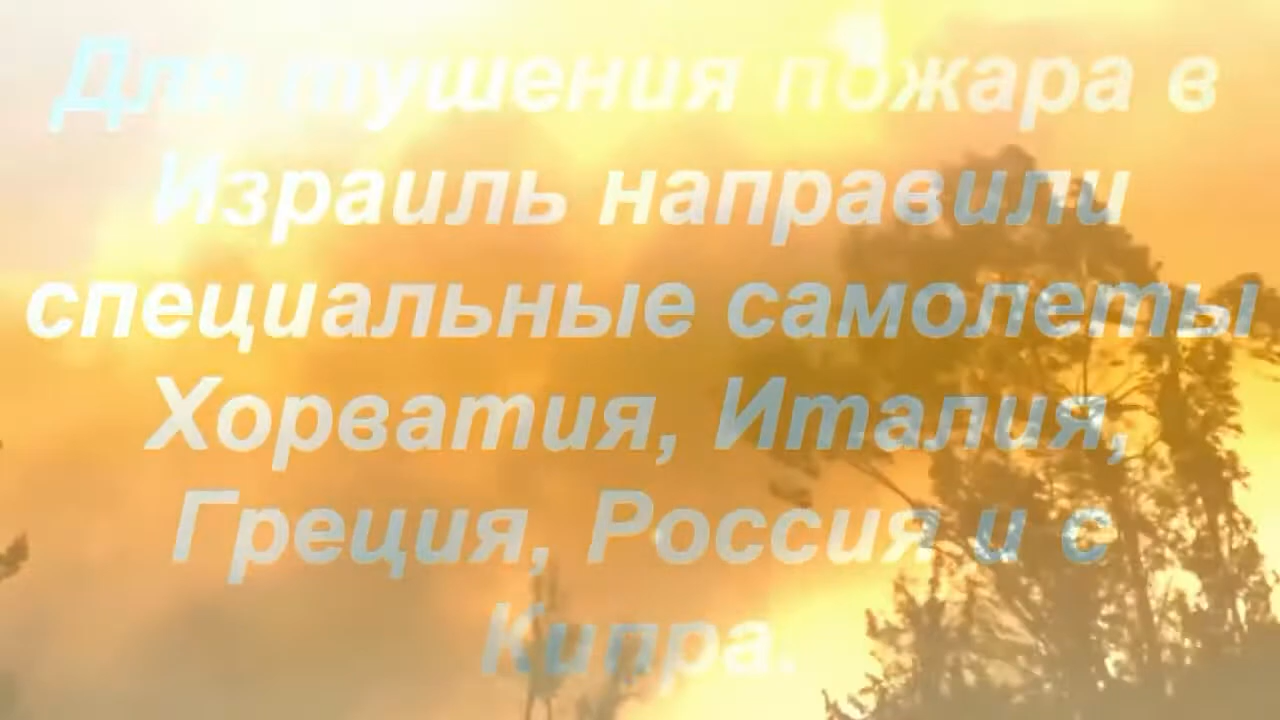 Для тушения пожара в
Израиль направили
специальные самолеты
Хорватия, Италия,
Греция, Россия и с
Кипра.